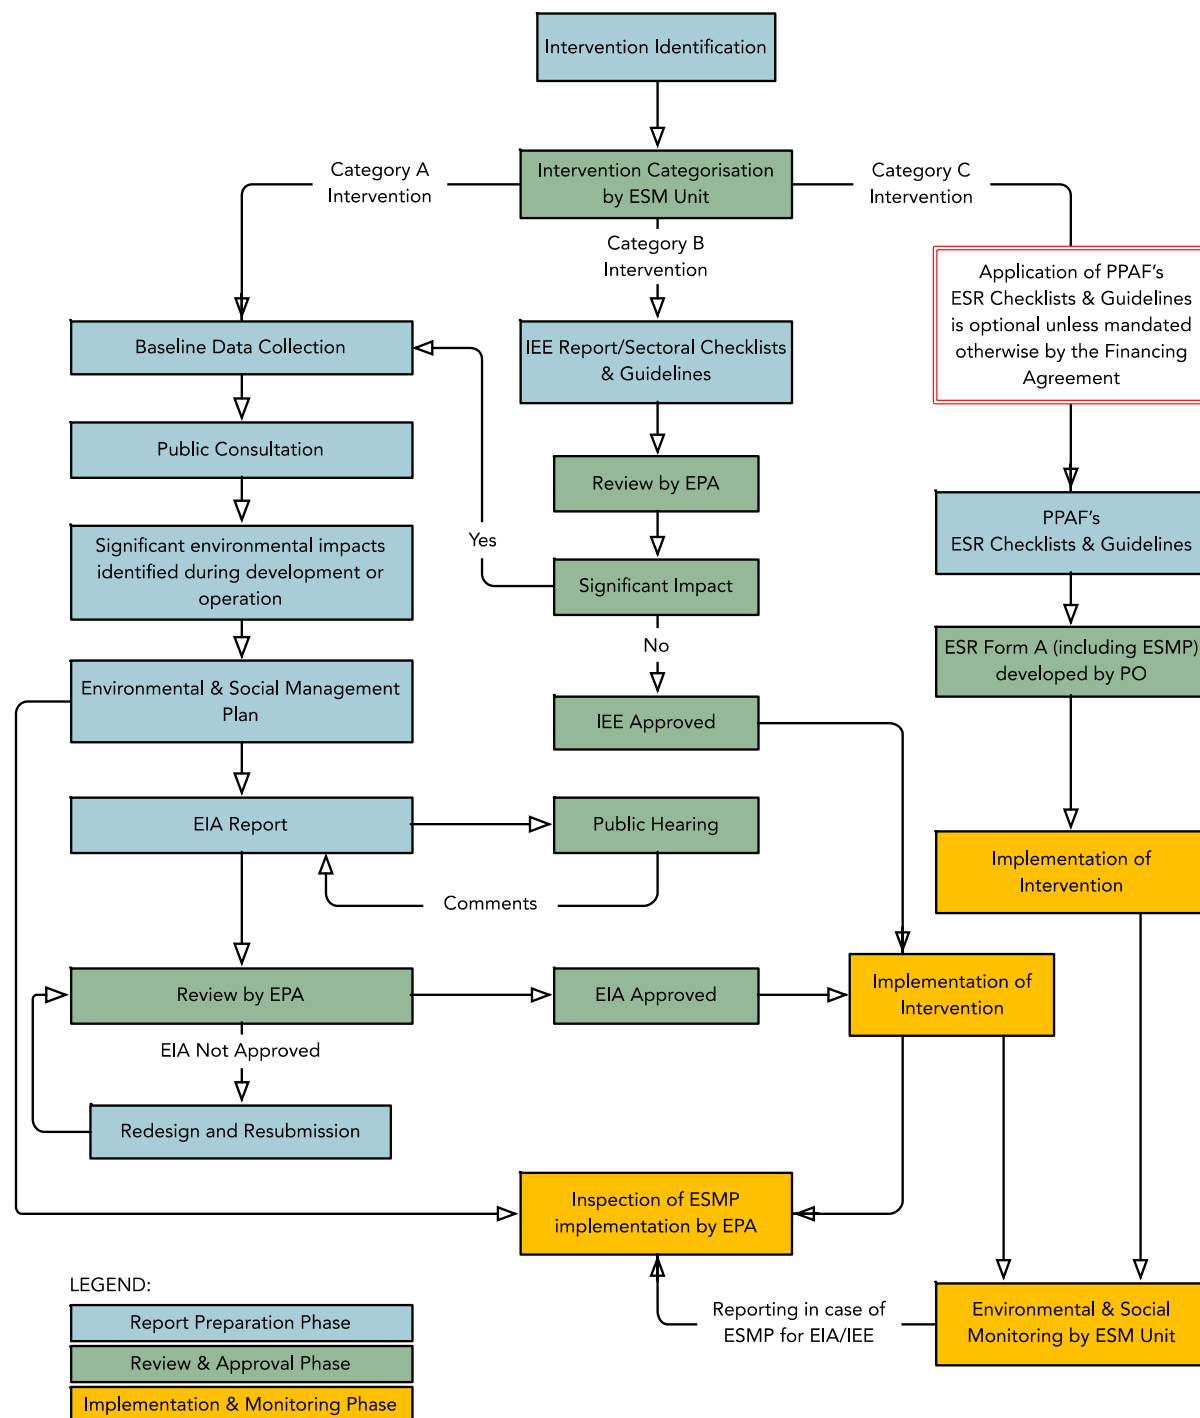 Intervention Identification
Category A
Intervention
Intervention Categorisation
by ESM Unit
Category C
Intervention
Category B
Intervention
Application of PPAF's
ESR Checklists & Guidelines
is optional unless mandated
otherwise by the Financing
Agreement
Baseline Data Collection
IEE Report/Sectoral Checklists
& Guidelines
Public Consultation
Review by EPA
PPAF's
ESR Checklists & Guidelines
Significant environmental impacts
identified during development or
operation
Yes
Significant Impact
No
ESR Form A (including ESMP)
developed by PO
Environmental & Social Management
Plan
IEE Approved
EIA Report
Public Hearing
Comments
Implementation of
Intervention
Review by EPA
EIA Approved
Implementation of
Intervention
EIA Not Approved
Redesign and Resubmission
Inspection of ESMP
implementation by EPA
Reporting in case of
ESMP for EIA/IEE
Environmental & Social
Monitoring by ESM Unit
LEGEND:
Report Preparation Phase
Review & Approval Phase
Implementation & Monitoring Phase